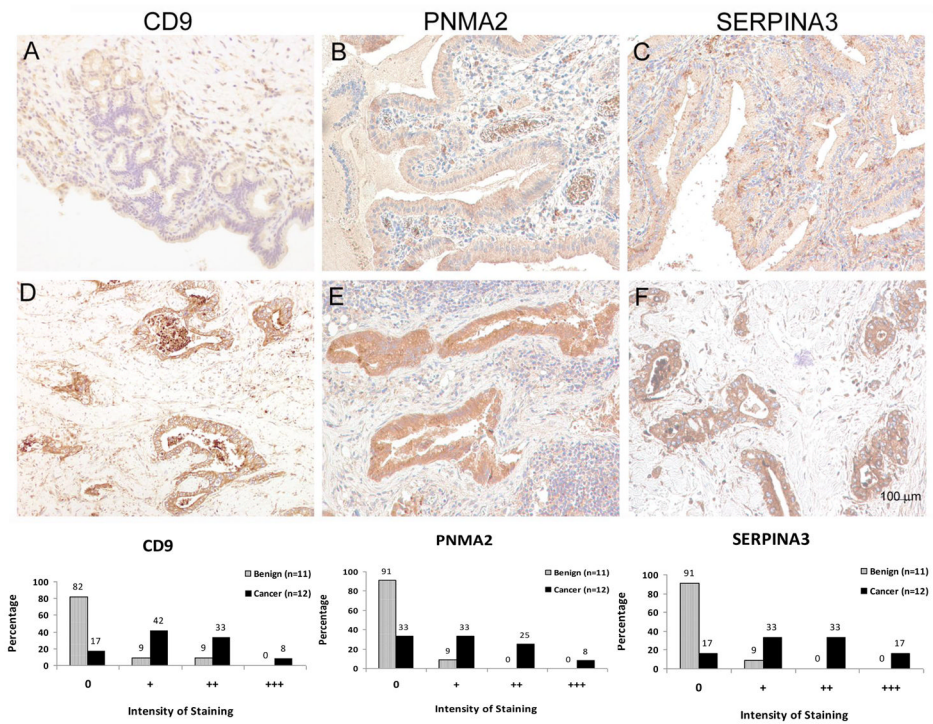 CD9 PNMA2 SERPINA3
A B C
D E F
100 µm
CD9
Percentage
100
80
60
40
20
0
82
17
9
42
9
33
0
8
Benign (n=11)
Cancer (n=12)
0 + ++ +++
Intensity of Staining
PNMA2
Percentage
100
80
60
40
20
0
91
33
9
33
0
25
0
8
Benign (n=11)
Cancer (n=12)
0 + ++ +++
Intensity of Staining
SERPINA3
Percentage
100
80
60
40
20
0
91
17
9
33
0
33
0
17
Benign (n=11)
Cancer (n=12)
0 + ++ +++
Intensity of Staining